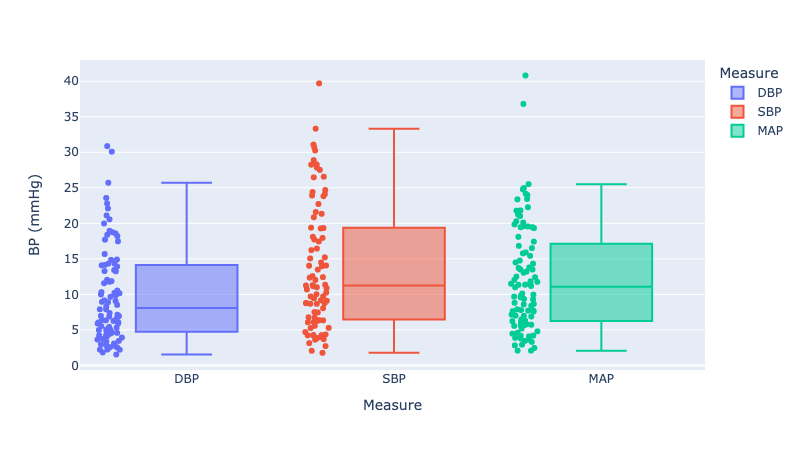 Measure
DBP
SBP
MAP
BP (mmHg)
40
35
30
25
20
15
10
5
0
DBP SBP MAP
Measure